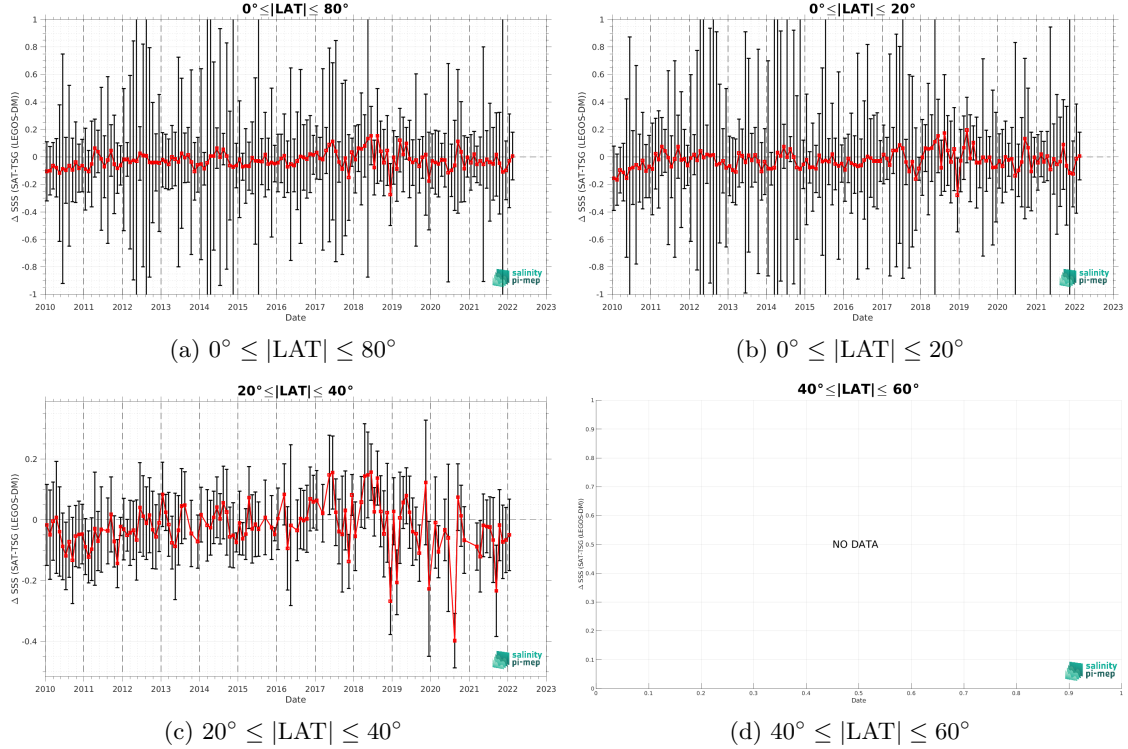 0°≤|LAT|≤ 80°
Δ SSS (SAT-TSG (LEGOS-DM))
1
0.8
0.6
0.4
0.2
0
-0.2
-0.4
-0.6
-0.8
-1
2010 2011 2012 2013 2014 2015 2016 2017 2018 2019 2020 2021 2022 2023
Date
salinity
pi-mep
(a) 0° ≤ |LAT| ≤ 80°
0°≤|LAT|≤ 20°
Δ SSS (SAT-TSG (LEGOS-DM))
1
0.8
0.6
0.4
0.2
0
-0.2
-0.4
-0.6
-0.8
-1
2010 2011 2012 2013 2014 2015 2016 2017 2018 2019 2020 2021 2022 2023
Date
salinity
pi-mep
(b) 0° ≤ |LAT| ≤ 20°
20°≤|LAT|≤ 40°
Δ SSS (SAT-TSG (LEGOS-DM))
0.2
0
-0.2
-0.4
2010 2011 2012 2013 2014 2015 2016 2017 2018 2019 2020 2021 2022 2023
Date
salinity
pi-mep
(c) 20° ≤ |LAT| ≤ 40°
40°≤|LAT|≤ 60°
Δ SSS (SAT-TSG (LEGOS-DM))
1
0.9
0.8
0.7
0.6
0.5
0.4
0.3
0.2
0.1
0
NO DATA
0 0.1 0.2 0.3 0.4 0.5 0.6 0.7 0.8 0.9 1
Date
salinity
pi-mep
(d) 40° ≤ |LAT| ≤ 60°